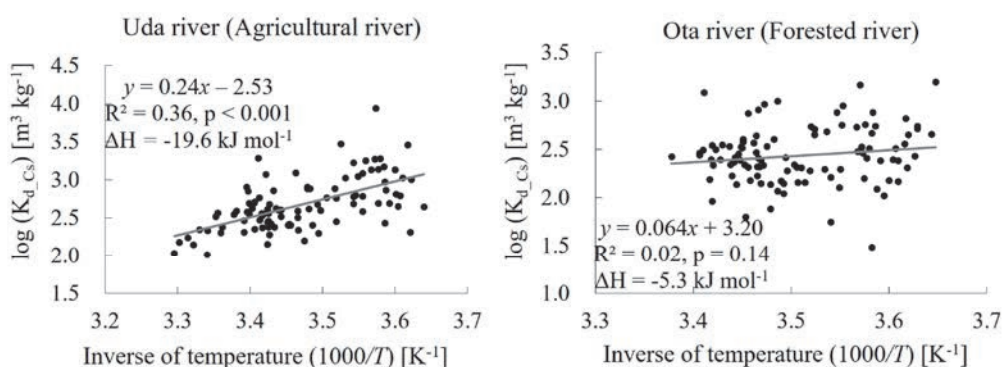 Uda river (Agricultural river)
log (K_d_Cs) [m³ kg⁻¹]
4.5
4.0
3.5
3.0
2.5
2.0
1.5
y = 0.24x – 2.53
R² = 0.36, p < 0.001
ΔH = -19.6 kJ mol⁻¹
3.1 3.2 3.3 3.4 3.5 3.6 3.7
Inverse of temperature (1000/T) [K⁻¹]
Ota river (Forested river)
log (K_d_Cs) [m³ kg⁻¹]
4.0
3.5
3.0
2.5
2.0
1.5
1.0
y = 0.064x + 3.20
R² = 0.02, p = 0.14
ΔH = -5.3 kJ mol⁻¹
3.3 3.4 3.5 3.6 3.7
Inverse of temperature (1000/T) [K⁻¹]